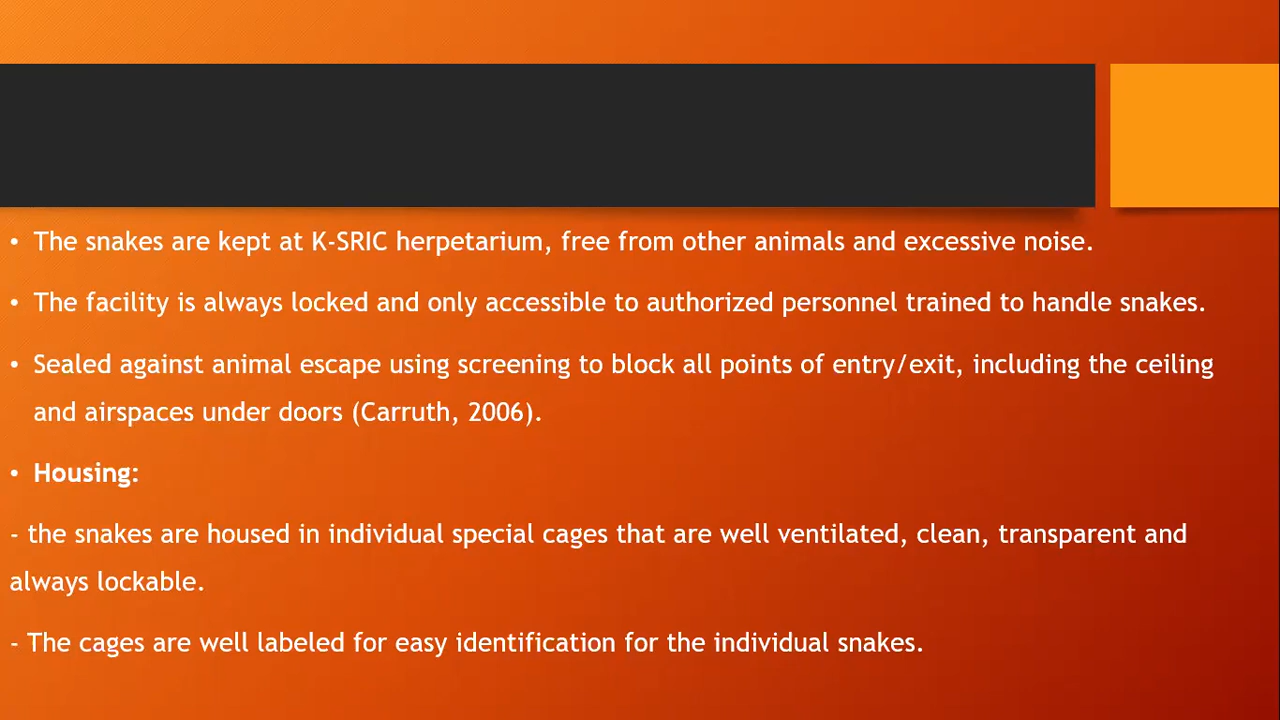 • The snakes are kept at K-SRIC herpetarium, free from other animals and excessive noise.
• The facility is always locked and only accessible to authorized personnel trained to handle snakes.
• Sealed against animal escape using screening to block all points of entry/exit, including the ceiling
and airspaces under doors (Carruth, 2006).
• Housing:
- the snakes are housed in individual special cages that are well ventilated, clean, transparent and
always lockable.
- The cages are well labeled for easy identification for the individual snakes.